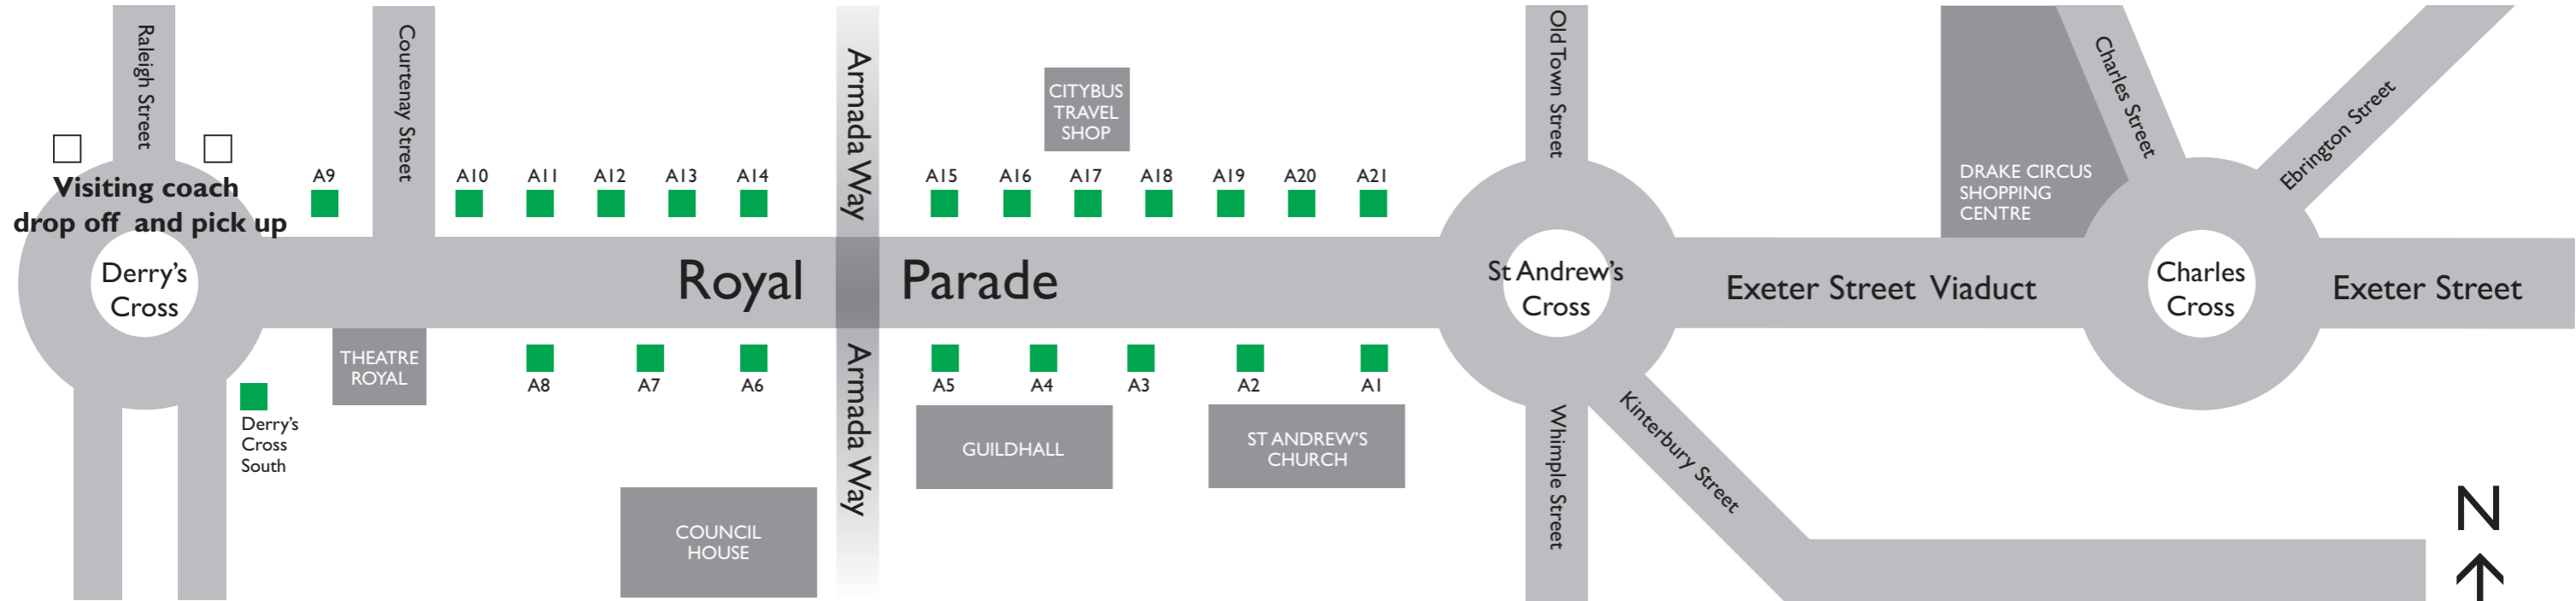 Raleigh Street
Courtenay Street
Armada Way
Old Town Street
Charles Street
Ebrington Street
CITYBUS
TRAVEL
SHOP
DRAKE CIRCUS
SHOPPING
CENTRE
Visiting coach
drop off and pick up
A9
A10
A11
A12
A13
A14
A15
A16
A17
A18
A19
A20
A21
Derry's
Cross
Royal Parade
St Andrew's
Cross
Exeter Street Viaduct
Charles
Cross
Exeter Street
THEATRE
ROYAL
A8
A7
A6
A5
A4
A3
A2
A1
Derry's
Cross
South
Armada Way
GUILDHALL
ST ANDREW'S
CHURCH
Whimple Street
Kinterbury Street
COUNCIL
HOUSE
N